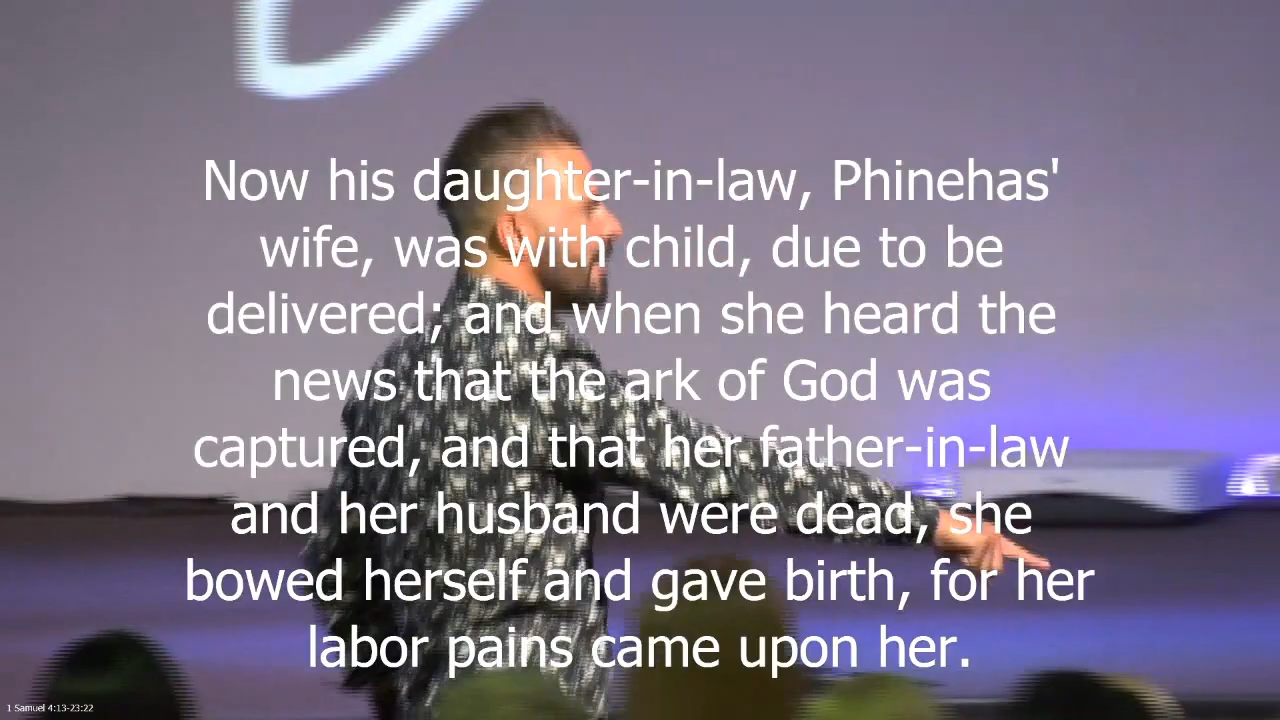 Now his daughter-in-law, Phinehas'
wife, was with child, due to be
delivered; and when she heard the
news that the ark of God was
captured, and that her father-in-law
and her husband were dead, she
bowed herself and gave birth, for her
labor pains came upon her.
1 Samuel 4:13-23:22